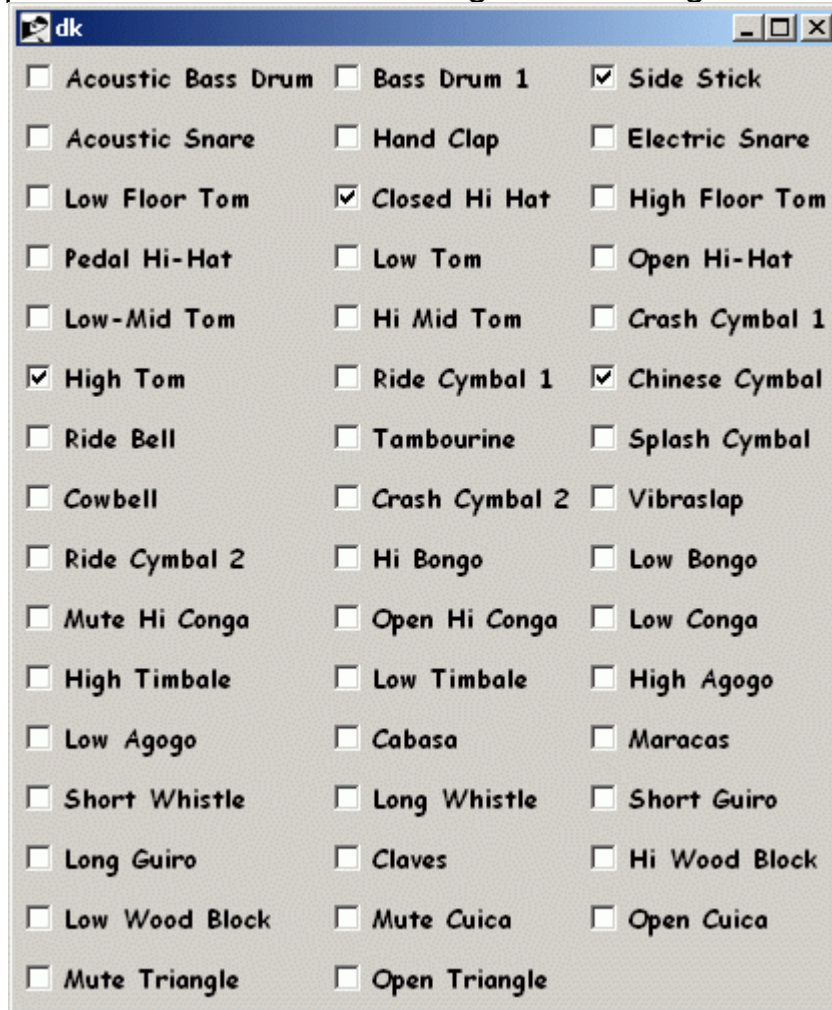 dk
Acoustic Bass Drum Bass Drum 1 Side Stick
Acoustic Snare Hand Clap Electric Snare
Low Floor Tom Closed Hi Hat High Floor Tom
Pedal Hi-Hat Low Tom Open Hi-Hat
Low-Mid Tom Hi Mid Tom Crash Cymbal 1
High Tom Ride Cymbal 1 Chinese Cymbal
Ride Bell Tambourine Splash Cymbal
Cowbell Crash Cymbal 2 Vibraslap
Ride Cymbal 2 Hi Bongo Low Bongo
Mute Hi Conga Open Hi Conga Low Conga
High Timbale Low Timbale High Agogo
Low Agogo Cabasa Maracas
Short Whistle Long Whistle Short Guiro
Long Guiro Claves Hi Wood Block
Low Wood Block Mute Cuica Open Cuica
Mute Triangle Open Triangle